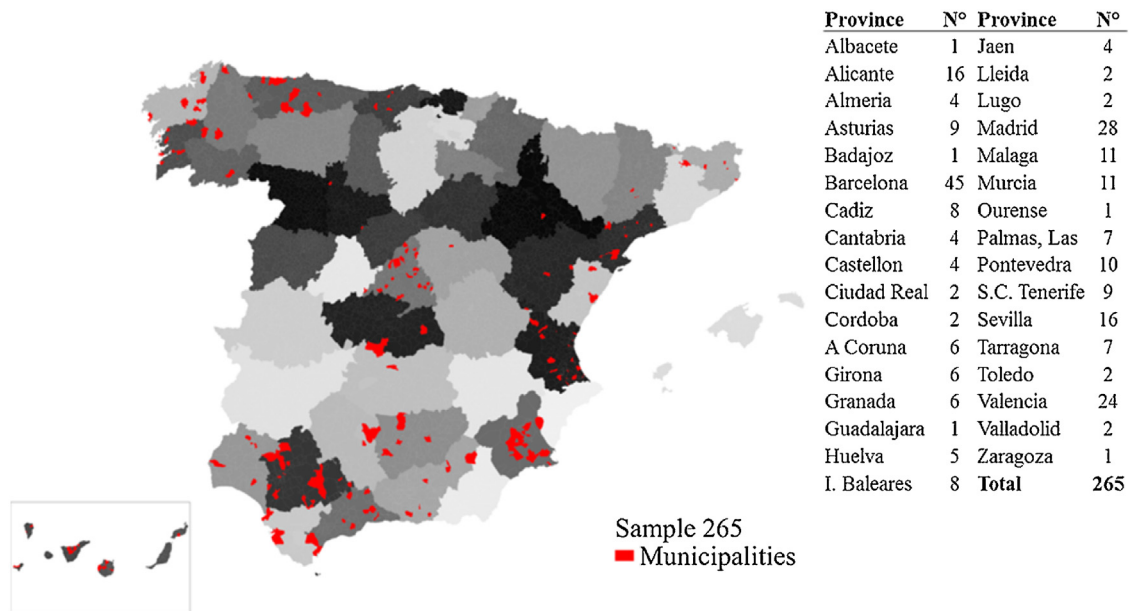 Province N° Province N°
Albacete 1 Jaen 4
Alicante 16 Lleida 2
Almeria 4 Lugo 2
Asturias 9 Madrid 28
Badajoz 1 Malaga 11
Barcelona 45 Murcia 11
Cadiz 8 Ourense 1
Cantabria 4 Palmas, Las 7
Castellon 4 Pontevedra 10
Ciudad Real 2 S.C. Tenerife 9
Cordoba 2 Sevilla 16
A Coruna 6 Tarragona 7
Girona 6 Toledo 2
Granada 6 Valencia 24
Guadalajara 1 Valladolid 2
Huelva 5 Zaragoza 1
I. Baleares 8 Total 265
Sample 265
Municipalities